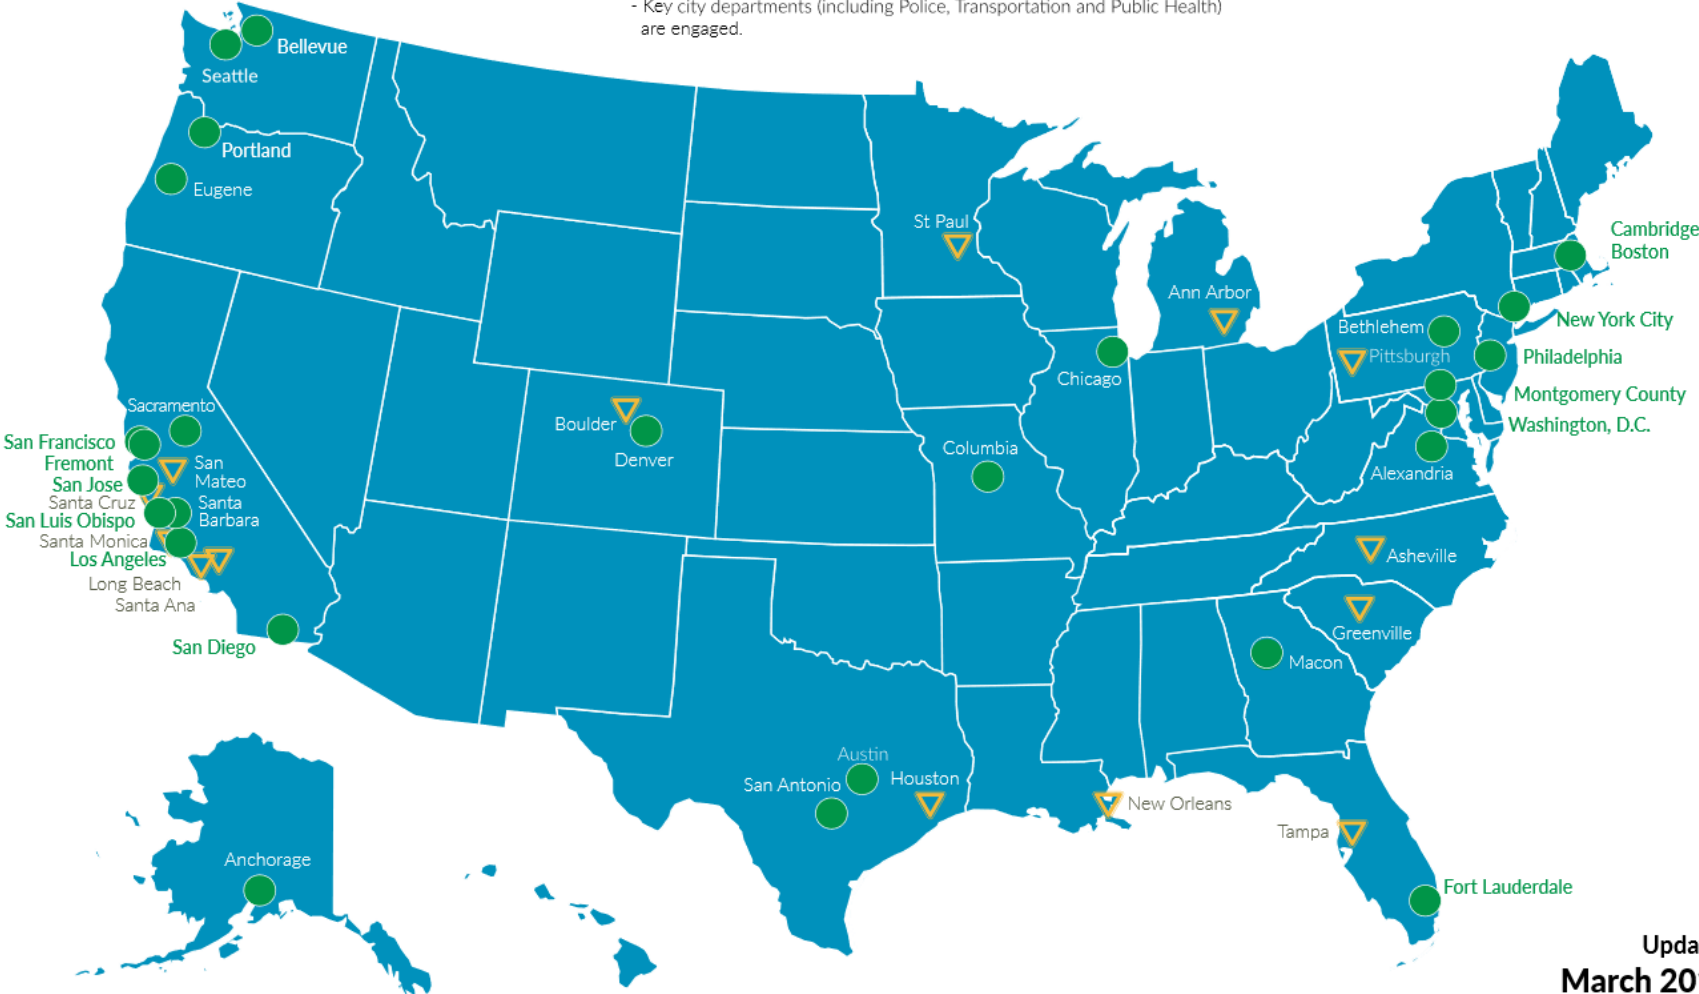 - Key city departments (including Police, Transportation and Public Health)
are engaged.
Bellevue
Seattle
Portland
Eugene
St Paul
Cambridge
Boston
Ann Arbor
New York City
Bethlehem
Pittsburgh
Philadelphia
Chicago
Montgomery County
Sacramento
Boulder
Washington, D.C.
San Francisco
Denver
Columbia
Alexandria
Fremont
San
Mateo
San Jose
Santa Cruz
Santa
Barbara
San Luis Obispo
Santa Monica
Los Angeles
Asheville
Long Beach
Santa Ana
Greenville
San Diego
Macon
Austin
San Antonio
Houston
New Orleans
Tampa
Anchorage
Fort Lauderdale
Upda
March 20